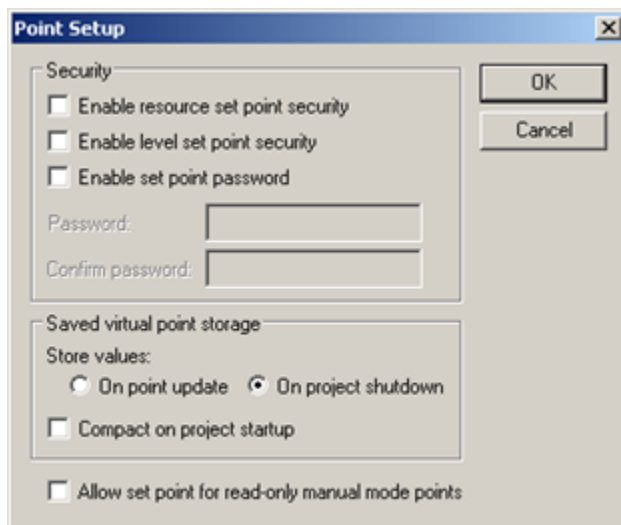 Point Setup
Security
OK
Enable resource set point security
Enable level set point security
Cancel
Enable set point password
Password:
Confirm password:
Saved virtual point storage
Store values:
On point update On project shutdown
Compact on project startup
Allow set point for read-only manual mode points